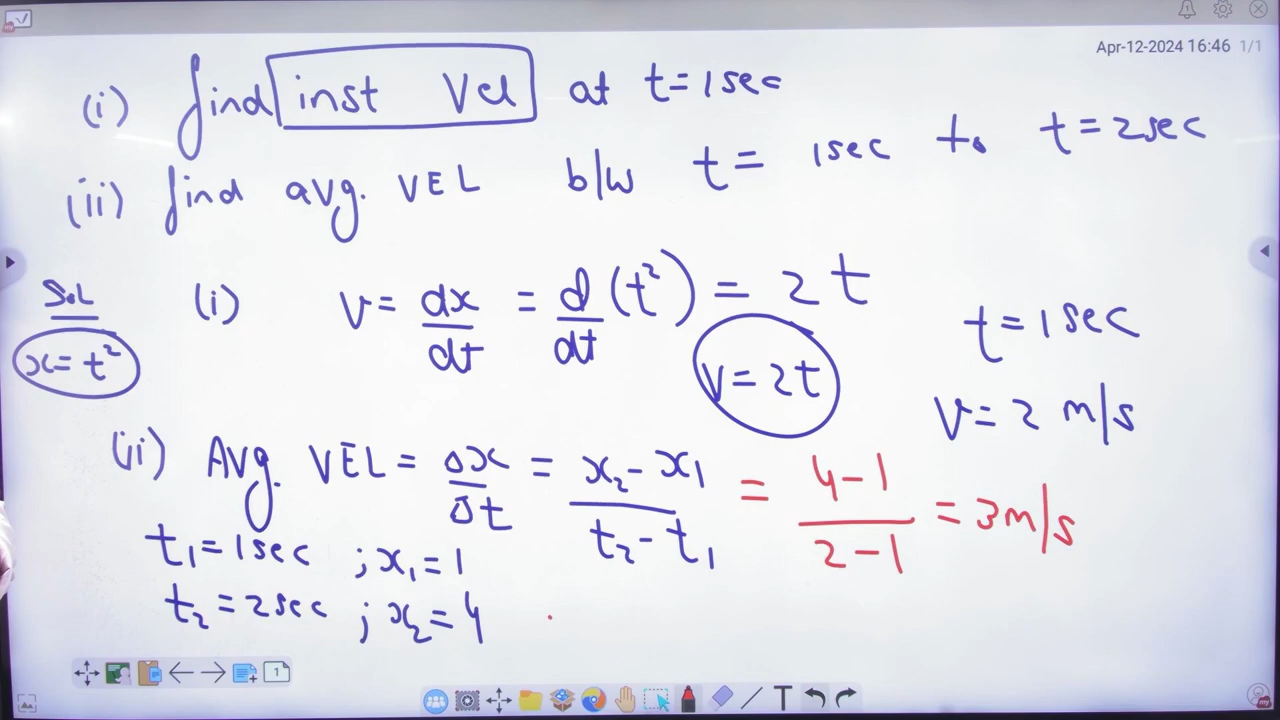 Apr-12-2024 16:46 1/1
(i) find inst Vel at t=1sec
(ii) find avg. VEL b/w t= 1sec to t=2sec
Sol (i) v= dx/dt = d/dt (t²) = 2t
x=t²
v=2t
t=1sec
v=2 m/s
(ii) Avg. VEL = Δx/Δt = x₂-x₁/t₂-t₁ = 4-1/2-1 = 3m/s
t₁=1sec ; x₁=1
t₂=2sec ; x₂=4
1
T